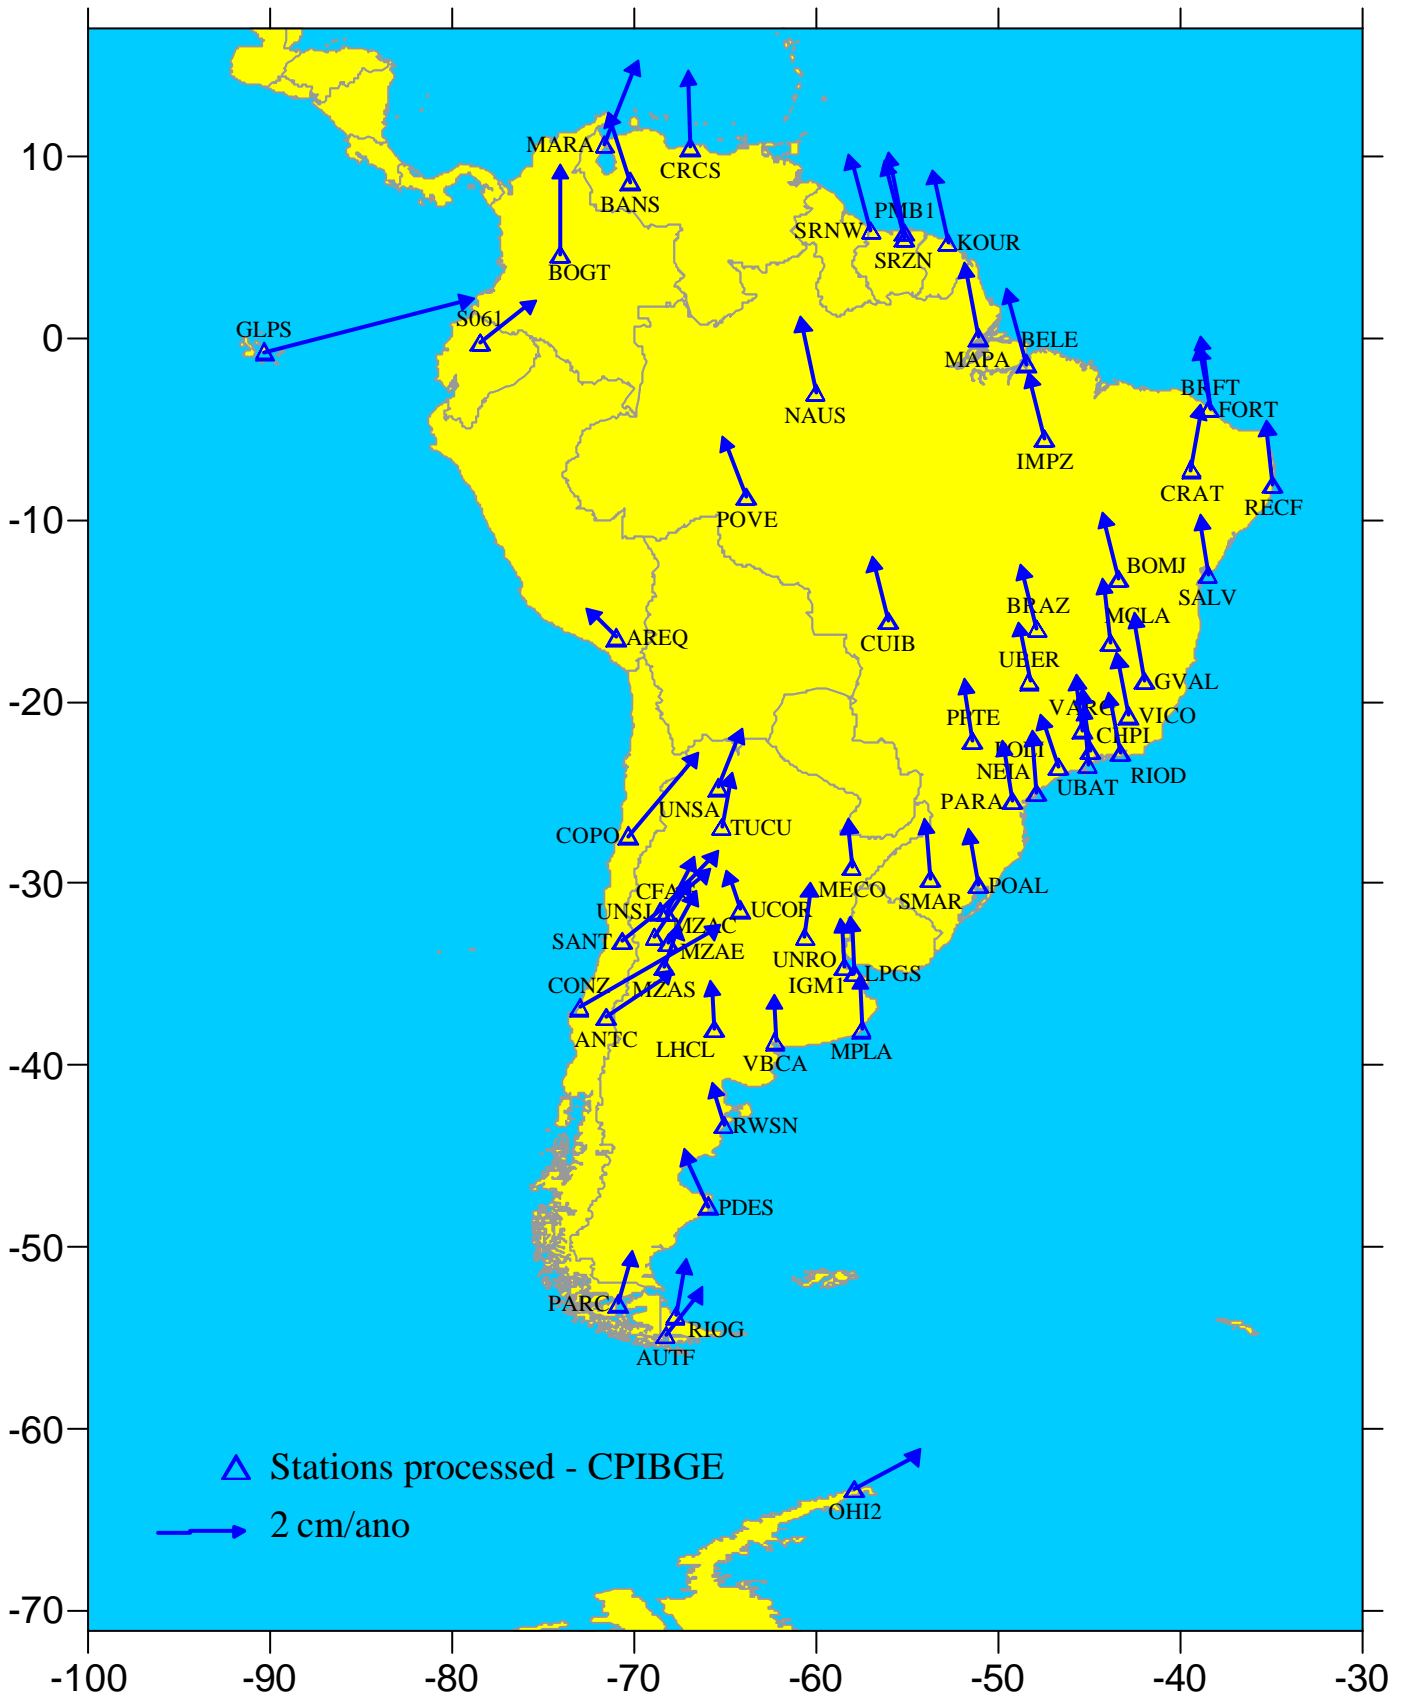 10
0
-10
-20
-30
-40
-50
-60
-70
MARA
CRCS
BANS
BOGT
PMB1
SRNW
SRZN
KOUR
S061
GLPS
MAPA
BELE
NAUS
IMPZ
BRFT
FORT
CRAT
RECF
POVE
BOMJ
SALV
BRAZ
MCLA
AREQ
CUIB
UBER
GVAL
PPTE
VICO
CHPI
RIOD
NEIA
UBAT
PARA
UNSA
COPO
TUCU
MECO
SMAR
POAL
UNSJ
UCOR
MZAC
SANT
MZAE
UNRO
LPGS
IGM1
CONZ
MZAS
ANTC
LHCL
VBCA
MPLA
RWSN
PDES
PARC
RIOG
AUTF
Stations processed - CPIBGE
OHI2
2 cm/ano
-100 -90 -80 -70 -60 -50 -40 -30